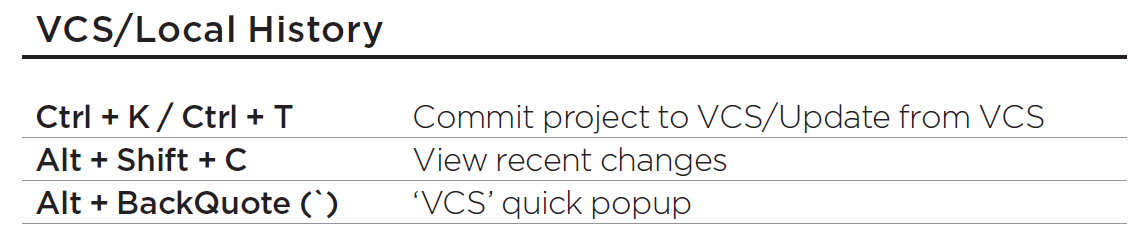 VCS/Local History
Ctrl + K / Ctrl + T Commit project to VCS/Update from VCS
Alt + Shift + C View recent changes
Alt + BackQuote (`) ‘VCS’ quick popup